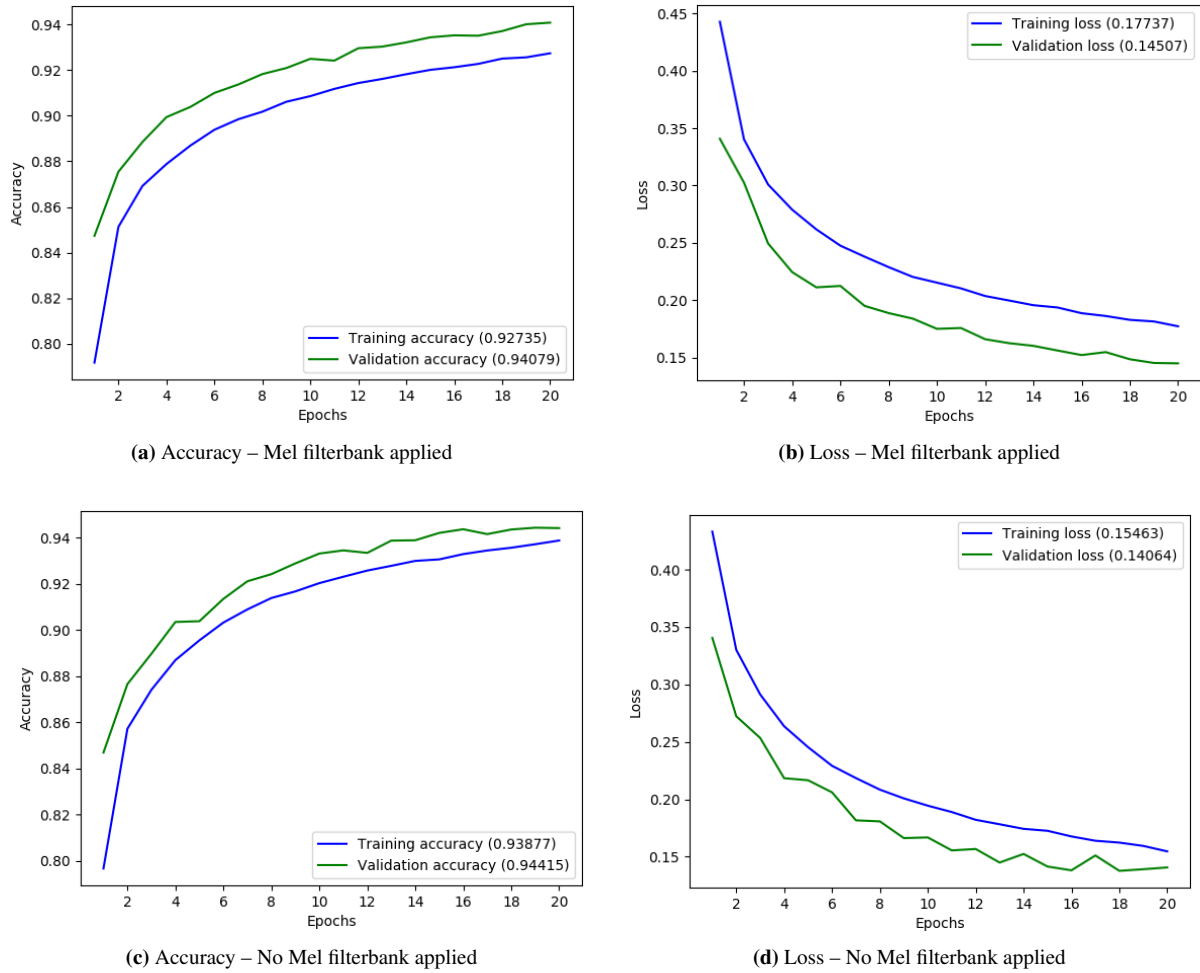 0.94
0.92
0.90
0.88
0.86
0.84
0.82
0.80
Accuracy
Training accuracy (0.92735)
Validation accuracy (0.94079)
2 4 6 8 10 12 14 16 18 20
Epochs
(a) Accuracy – Mel filterbank applied
0.45
0.40
0.35
0.30
0.25
0.20
0.15
Loss
Training loss (0.17737)
Validation loss (0.14507)
2 4 6 8 10 12 14 16 18 20
Epochs
(b) Loss – Mel filterbank applied
0.94
0.92
0.90
0.88
0.86
0.84
0.82
0.80
Accuracy
Training accuracy (0.93877)
Validation accuracy (0.94415)
2 4 6 8 10 12 14 16 18 20
Epochs
(c) Accuracy – No Mel filterbank applied
0.40
0.35
0.30
0.25
0.20
0.15
Loss
Training loss (0.15463)
Validation loss (0.14064)
2 4 6 8 10 12 14 16 18 20
Epochs
(d) Loss – No Mel filterbank applied